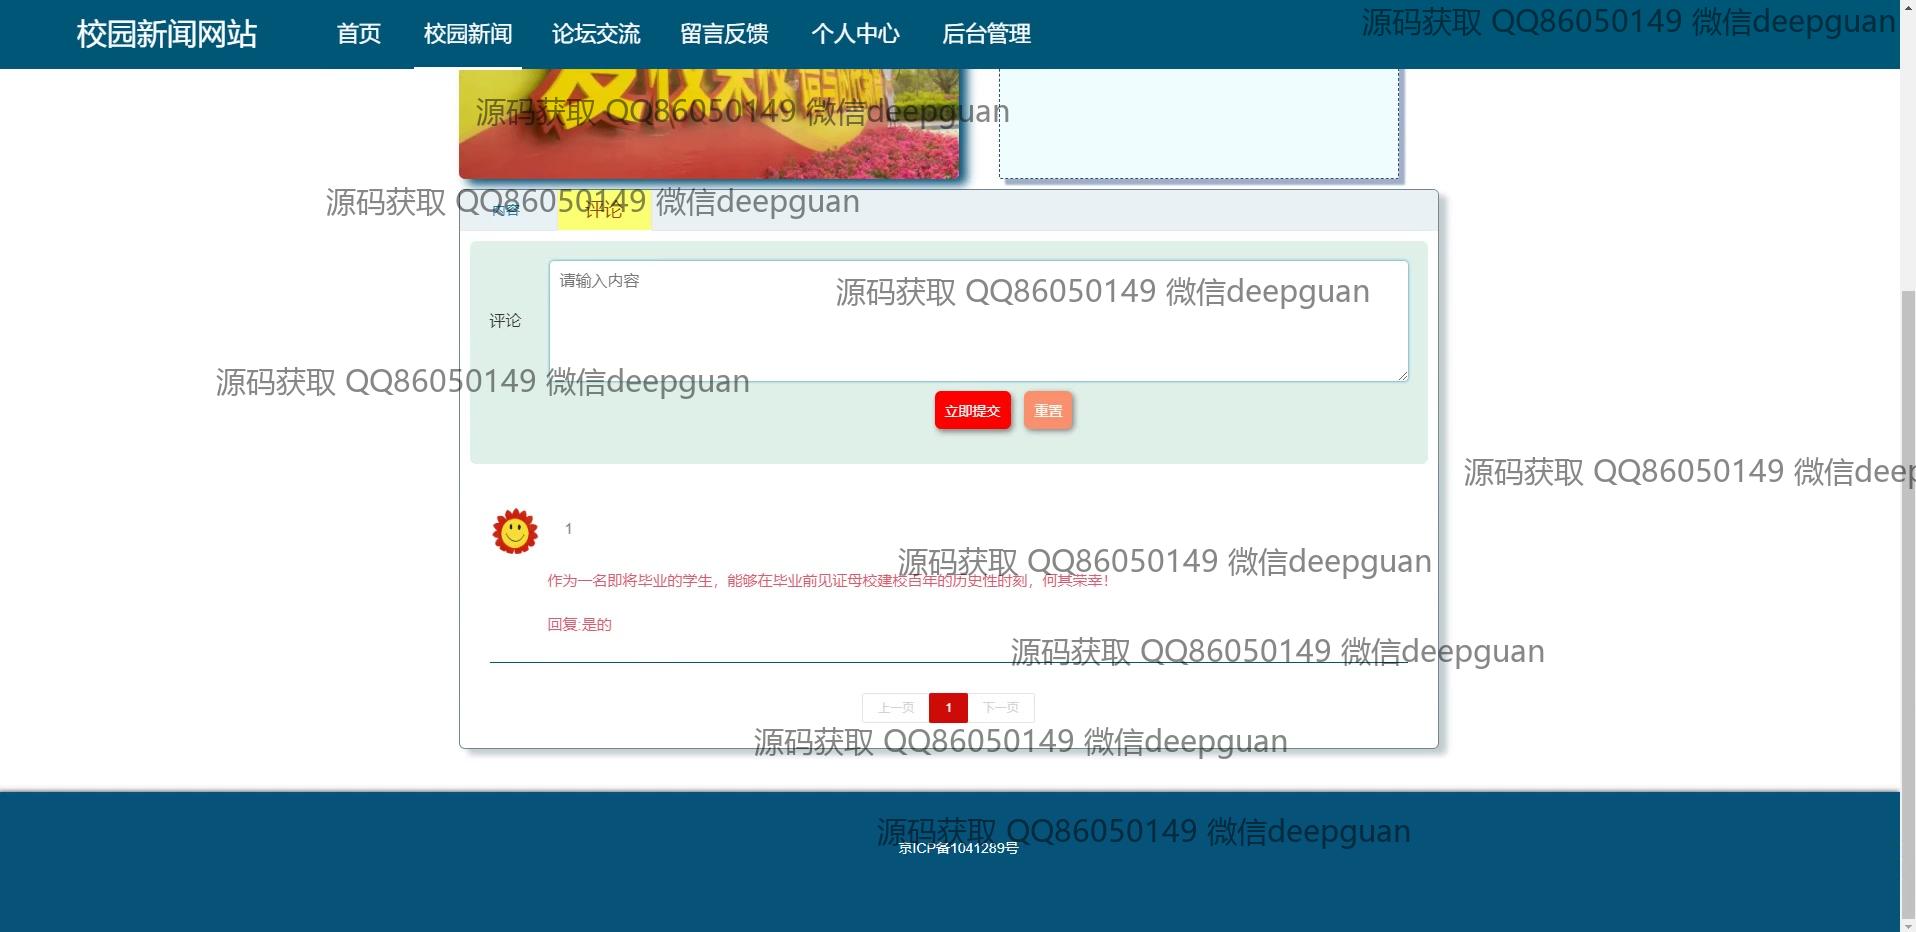 校园新闻网站 首页 校园新闻 论坛交流 留言反馈 个人中心 后台管理
源码获取 QQ86050149 微信deepguan
源码获取 QQ86050149 微信deepguan
源码获取 QQ86050149 微信deepguan
内容 评论
请输入内容
源码获取 QQ86050149 微信deepguan
评论
源码获取 QQ86050149 微信deepguan
立即提交 重置
源码获取 QQ86050149 微信deep
1
源码获取 QQ86050149 微信deepguan
作为一名即将毕业的学生，能够在毕业前见证母校建校百年的历史性时刻，何其荣幸！
回复:是的
源码获取 QQ86050149 微信deepguan
上一页 1 下一页
源码获取 QQ86050149 微信deepguan
源码获取 QQ86050149 微信deepguan
京ICP备1041289号